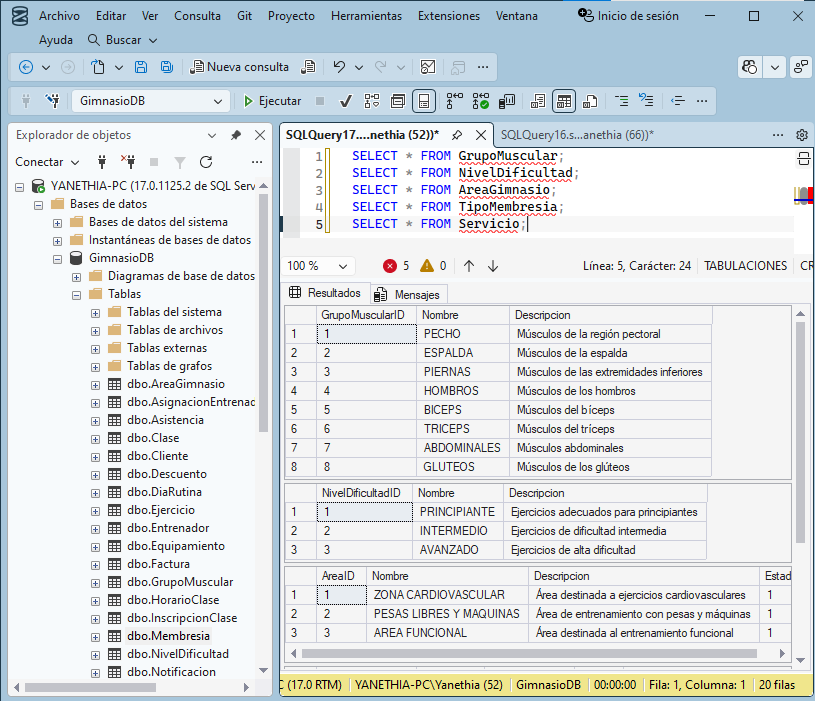 Archivo Editar Ver Consulta Git Proyecto Herramientas Extensiones Ventana Inicio de sesión
Ayuda Buscar
Nueva consulta
GimnasioDB Ejecutar
Explorador de objetos
Conectar
YANETHIA-PC (17.0.1125.2 de SQL Serv
Bases de datos
Bases de datos del sistema
Instantáneas de bases de datos
GimnasioDB
Diagramas de base de datos
Tablas
Tablas del sistema
Tablas de archivos
Tablas externas
Tablas de grafos
dbo.AreaGimnasio
dbo.AsignacionEntrenad
dbo.Asistencia
dbo.Clase
dbo.Cliente
dbo.Descuento
dbo.DiaRutina
dbo.Ejercicio
dbo.Entrenador
dbo.Equipamiento
dbo.Factura
dbo.GrupoMuscular
dbo.HorarioClase
dbo.InscripcionClase
dbo.Membresia
dbo.NivelDificultad
dbo.Notificacion
SQLQuery17....nethia (52))* SQLQuery16.s...anethia (66))*
1 SELECT * FROM GrupoMuscular;
2 SELECT * FROM NivelDificultad;
3 SELECT * FROM AreaGimnasio;
4 SELECT * FROM TipoMembresia;
5 SELECT * FROM Servicio;
100 % 5 0 Línea: 5, Carácter: 24 TABULACIONES CR
Resultados Mensajes
GrupoMuscularID Nombre Descripcion
1 1 PECHO Músculos de la región pectoral
2 2 ESPALDA Músculos de la espalda
3 3 PIERNAS Músculos de las extremidades inferiores
4 4 HOMBROS Músculos de los hombros
5 5 BICEPS Músculos del bíceps
6 6 TRICEPS Músculos del tríceps
7 7 ABDOMINALES Músculos abdominales
8 8 GLUTEOS Músculos de los glúteos
NivelDificultadID Nombre Descripcion
1 1 PRINCIPIANTE Ejercicios adecuados para principiantes
2 2 INTERMEDIO Ejercicios de dificultad intermedia
3 3 AVANZADO Ejercicios de alta dificultad
AreaID Nombre Descripcion Estad
1 1 ZONA CARDIOVASCULAR Área destinada a ejercicios cardiovasculares 1
2 2 PESAS LIBRES Y MAQUINAS Área de entrenamiento con pesas y máquinas 1
3 3 AREA FUNCIONAL Área destinada al entrenamiento funcional 1
C (17.0 RTM) YANETHIA-PC\Yanethia (52) GimnasioDB 00:00:00 Fila: 1, Columna: 1 20 filas